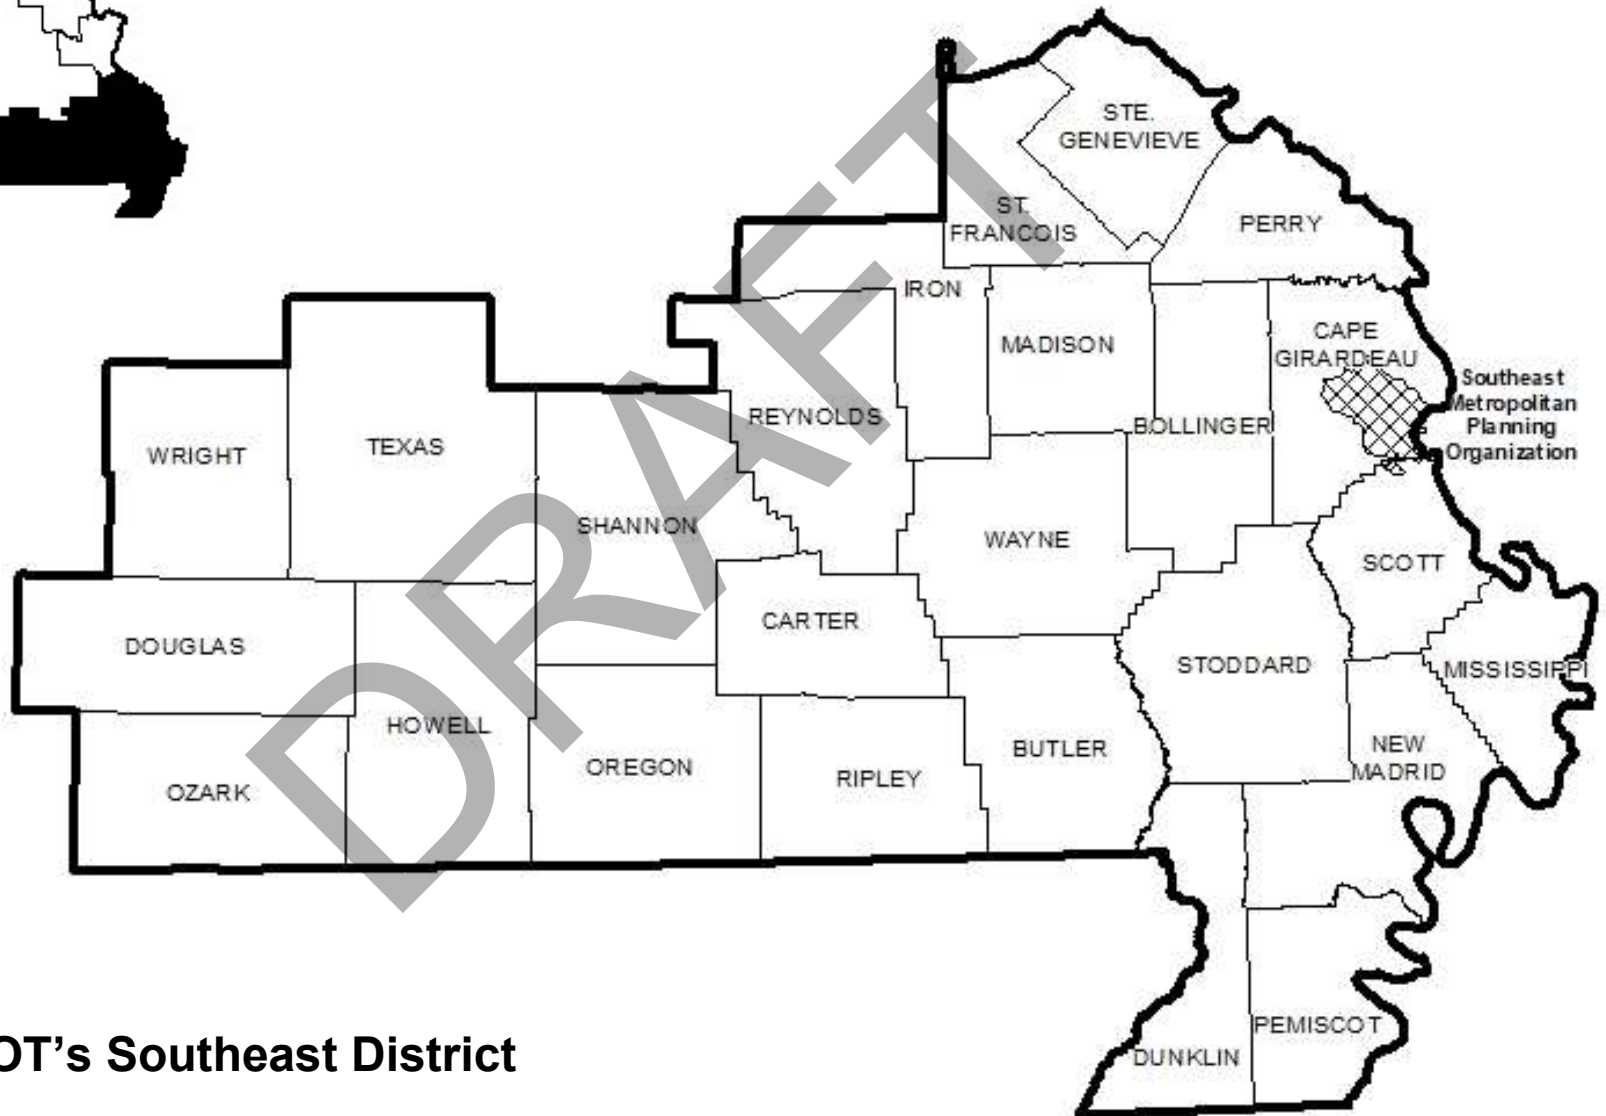 STE.
GENEVIEVE
ST.
FRANCOIS
PERRY
IRON
MADISON
CAPE
GIRARDEAU
Southeast
Metropolitan
Planning
Organization
REYNOLDS
BOLLINGER
WRIGHT
TEXAS
SHANNON
WAYNE
SCOTT
CARTER
DOUGLAS
STODDARD
MISSISSIPPI
HOWELL
OREGON
BUTLER
NEW
MADRID
OZARK
RIPLEY
PEMISCOT
DUNKLIN
DRAFT
OT’s Southeast District